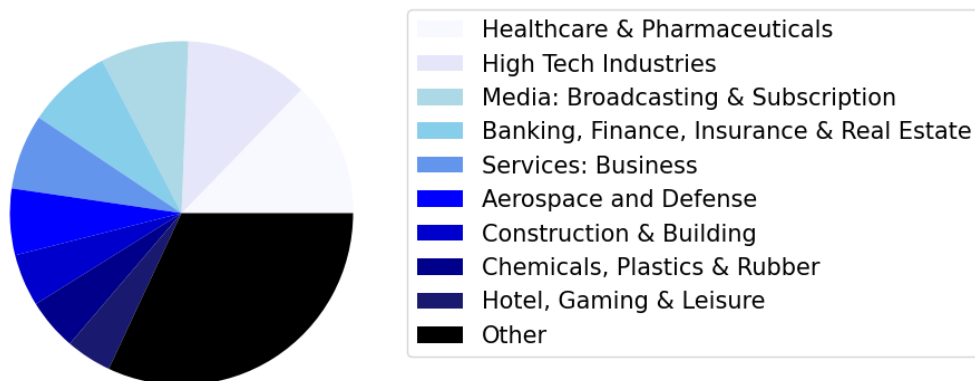 Healthcare & Pharmaceuticals
High Tech Industries
Media: Broadcasting & Subscription
Banking, Finance, Insurance & Real Estate
Services: Business
Aerospace and Defense
Construction & Building
Chemicals, Plastics & Rubber
Hotel, Gaming & Leisure
Other